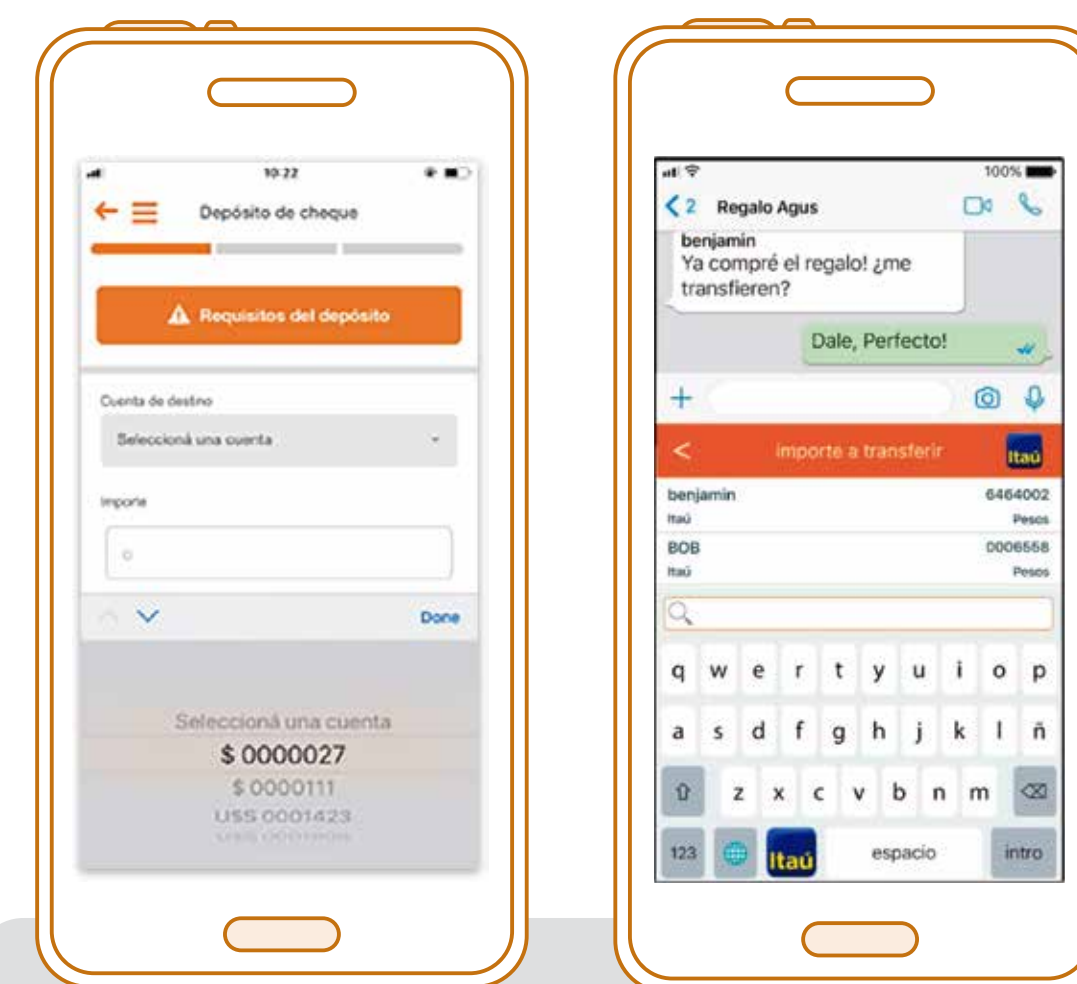 10:22
Depósito de cheque
Requisitos del depósito
Cuenta de destino
Seleccioná una cuenta
Importe
0
Done
Seleccioná una cuenta
$ 0000027
$ 0000111
U$S 0001423
100%
2 Regalo Agus
benjamin
Ya compré el regalo! ¿me
transfieren?
Dale, Perfecto!
importe a transferir
Itaú
benjamin 6464002
Itaú Pesos
BOB 0006558
Itaú Pesos
q w e r t y u i o p
a s d f g h j k l ñ
z x c v b n m
123 Itaú espacio intro